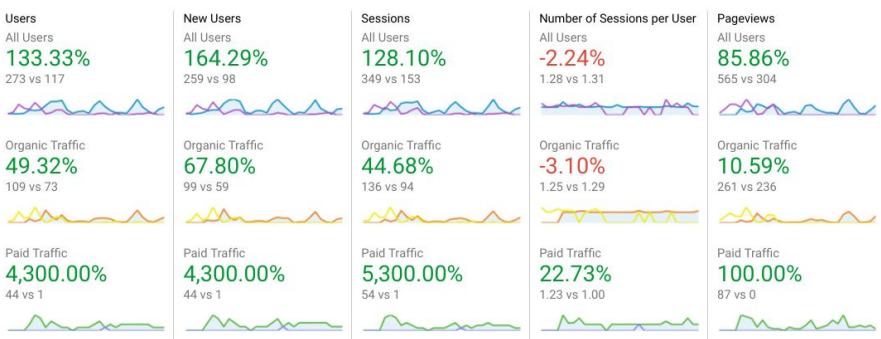 Users
All Users
133.33%
273 vs 117
Organic Traffic
49.32%
109 vs 73
Paid Traffic
4,300.00%
44 vs 1
New Users
All Users
164.29%
259 vs 98
Organic Traffic
67.80%
99 vs 59
Paid Traffic
4,300.00%
44 vs 1
Sessions
All Users
128.10%
349 vs 153
Organic Traffic
44.68%
136 vs 94
Paid Traffic
5,300.00%
54 vs 1
Number of Sessions per User
All Users
-2.24%
1.28 vs 1.31
Organic Traffic
-3.10%
1.25 vs 1.29
Paid Traffic
22.73%
1.23 vs 1.00
Pageviews
All Users
85.86%
565 vs 304
Organic Traffic
10.59%
261 vs 236
Paid Traffic
100.00%
87 vs 0